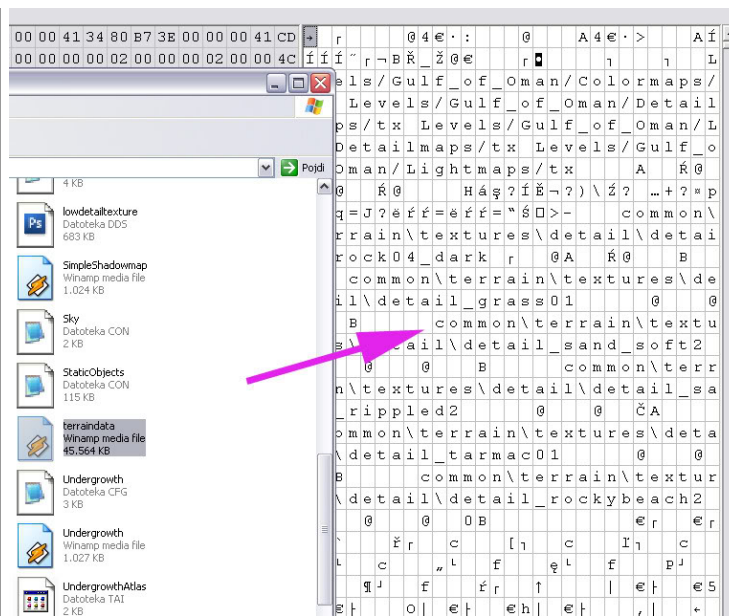 00 00 41 34 80 B7 3E 00 00 00 41 CD
00 00 00 00 02 00 00 00 02 00 00 4C
Pojdi
4 KB
lowdetailtexture
Datoteka DDS
683 KB
SimpleShadowmap
Winamp media file
1.024 KB
Sky
Datoteka CON
2 KB
StaticObjects
Datoteka CON
115 KB
terraindata
Winamp media file
45.564 KB
Undergrowth
Datoteka CFG
3 KB
Undergrowth
Winamp media file
1.027 KB
UndergrowthAtlas
Datoteka TAI
2 KB
els/Gulf_of_Oman/Colormaps/
Levels/Gulf_of_Oman/Detail
ps/tx Levels/Gulf_of_Oman/L
Detailmaps/tx Levels/Gulf_o
Oman/Lightmaps/tx A Ŕ@
common\
rrain\textures\detail\detai
rock04_dark
common\terrain\textures\de
il\detail_grass01 @ @
B common\terrain\textu
ail\detail_sand_soft2
@ @ B common\terr
n\textures\detail\detail_sa
_rippled2 @ @ ČA
ommon\terrain\textures\deta
\detail_tarmac01 @ @
B common\terrain\textur
\detail\detail_rockybeach2
@ @ 0B